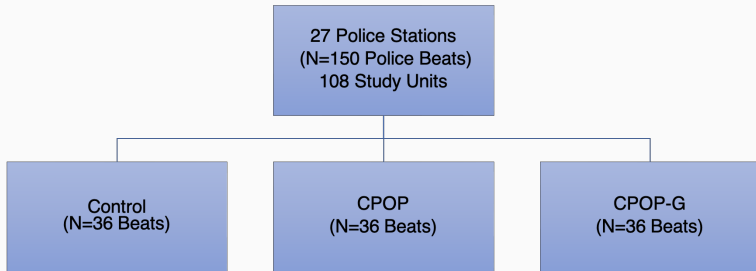 27 Police Stations
(N=150 Police Beats)
108 Study Units
Control
(N=36 Beats)
CPOP
(N=36 Beats)
CPOP-G
(N=36 Beats)